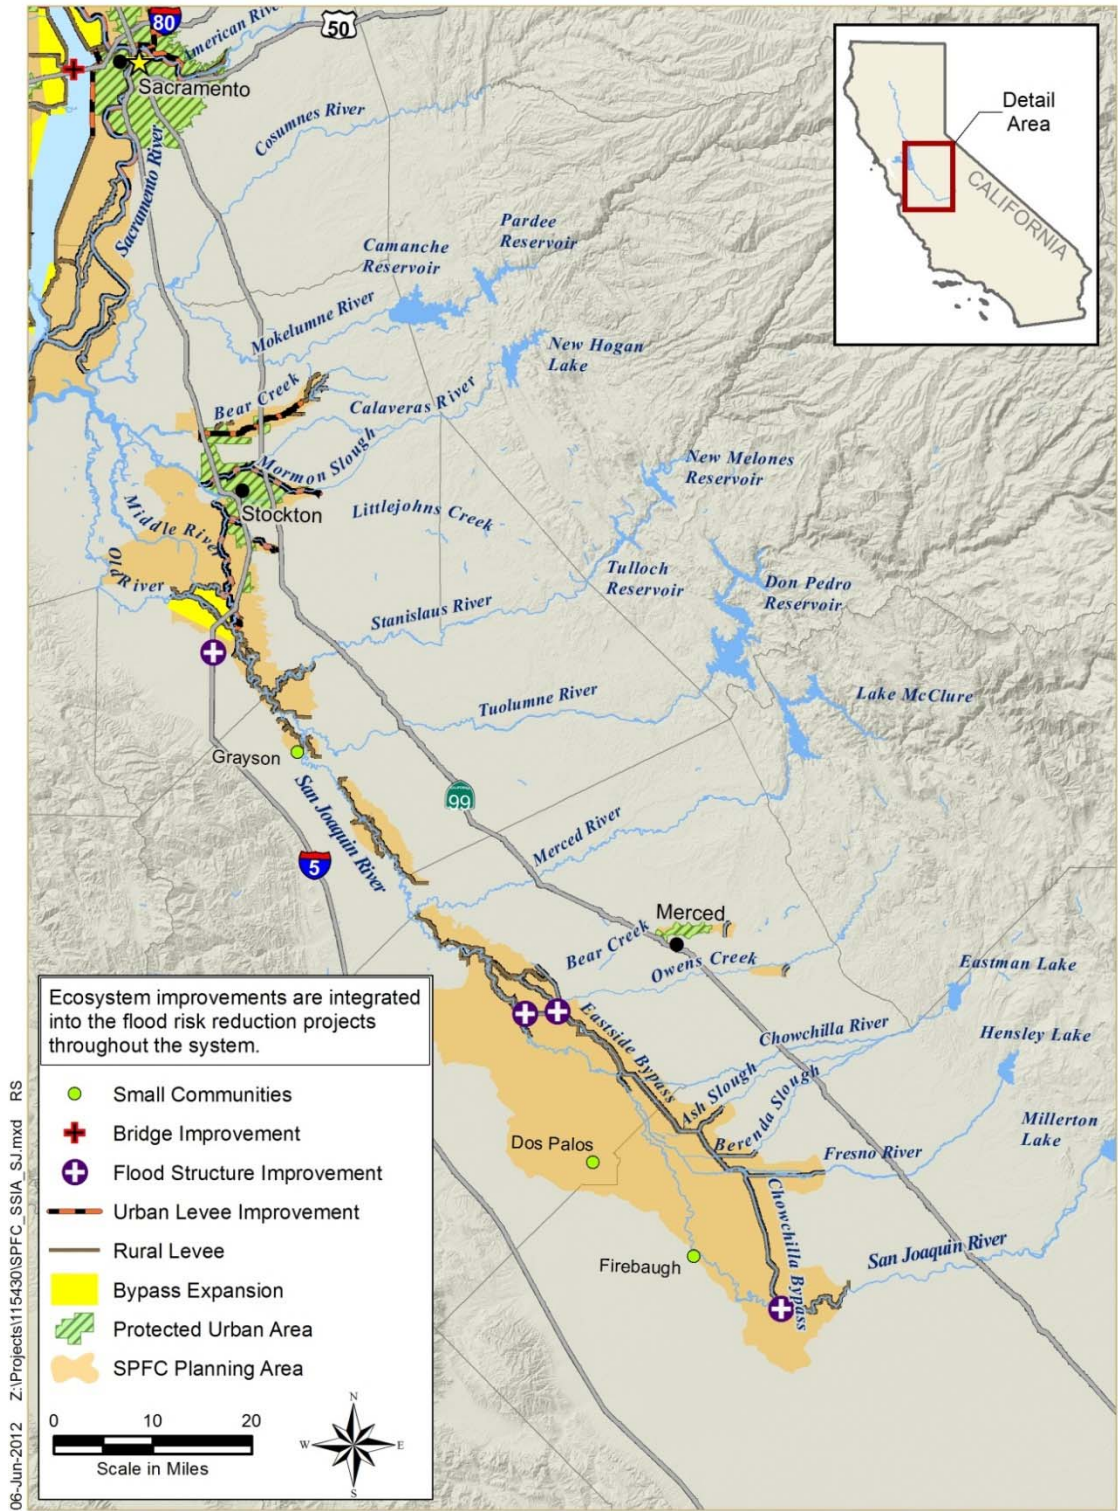 80
50
American River
Sacramento
Cosumnes River
Sacramento River
Detail
Area
CALIFORNIA
Pardee
Reservoir
Camanche
Reservoir
Mokelumne River
New Hogan
Lake
Bear Creek
Calaveras River
Mormon Slough
New Melones
Reservoir
Stockton
Littlejohns Creek
Middle River
Old River
Tulloch
Reservoir
Don Pedro
Reservoir
Stanislaus River
Tuolumne River
Lake McClure
Grayson
San Joaquin River
CALIFORNIA
99
5
Merced River
Merced
Bear Creek
Owens Creek
Eastman Lake
Eastside Bypass
Chowchilla River
Hensley Lake
Ash Slough
Berenda Slough
Millerton
Lake
Dos Palos
Fresno River
Chowchilla Bypass
San Joaquin River
Firebaugh
Ecosystem improvements are integrated
into the flood risk reduction projects
throughout the system.
Small Communities
Bridge Improvement
Flood Structure Improvement
Urban Levee Improvement
Rural Levee
Bypass Expansion
Protected Urban Area
SPFC Planning Area
0 10 20
Scale in Miles
N
W E
S
06-Jun-2012 Z:\Projects\115430\SPFC_SSIA_SJ.mxd RS